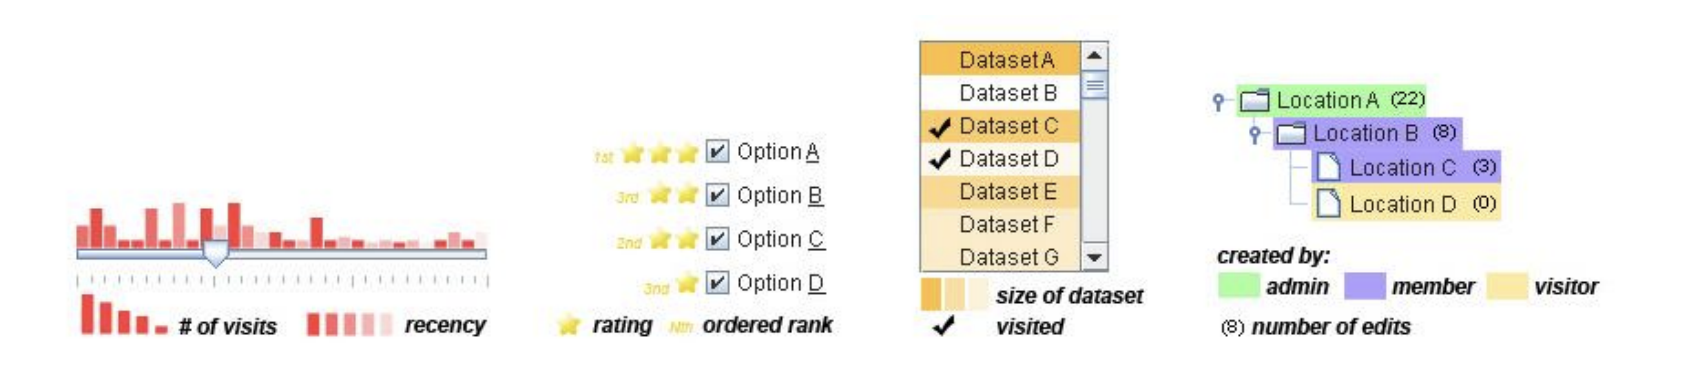 # of visits
recency
1st Option A
3rd Option B
2nd Option C
3nd Option D
rating Nth ordered rank
Dataset A
Dataset B
Dataset C
Dataset D
Dataset E
Dataset F
Dataset G
size of dataset
visited
Location A (22)
Location B (8)
Location C (3)
Location D (0)
created by:
admin member visitor
(8) number of edits